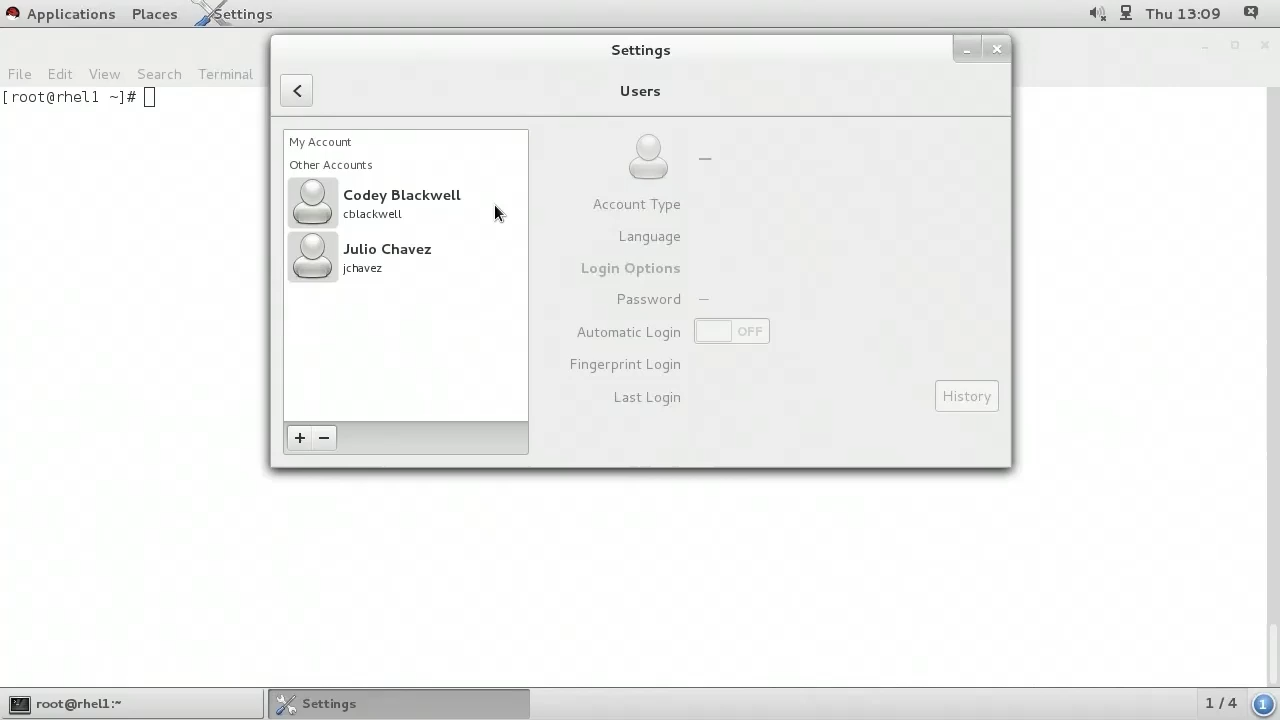 Applications Places Settings Thu 13:09
Settings
Users
File Edit View Search Terminal
[root@rhel1 ~]#
My Account
Other Accounts
Codey Blackwell
cblackwell
Julio Chavez
jchavez
+ −
—
Account Type
Language
Login Options
Password —
Automatic Login OFF
Fingerprint Login
Last Login
History
root@rhel1:~ Settings 1 / 4 1